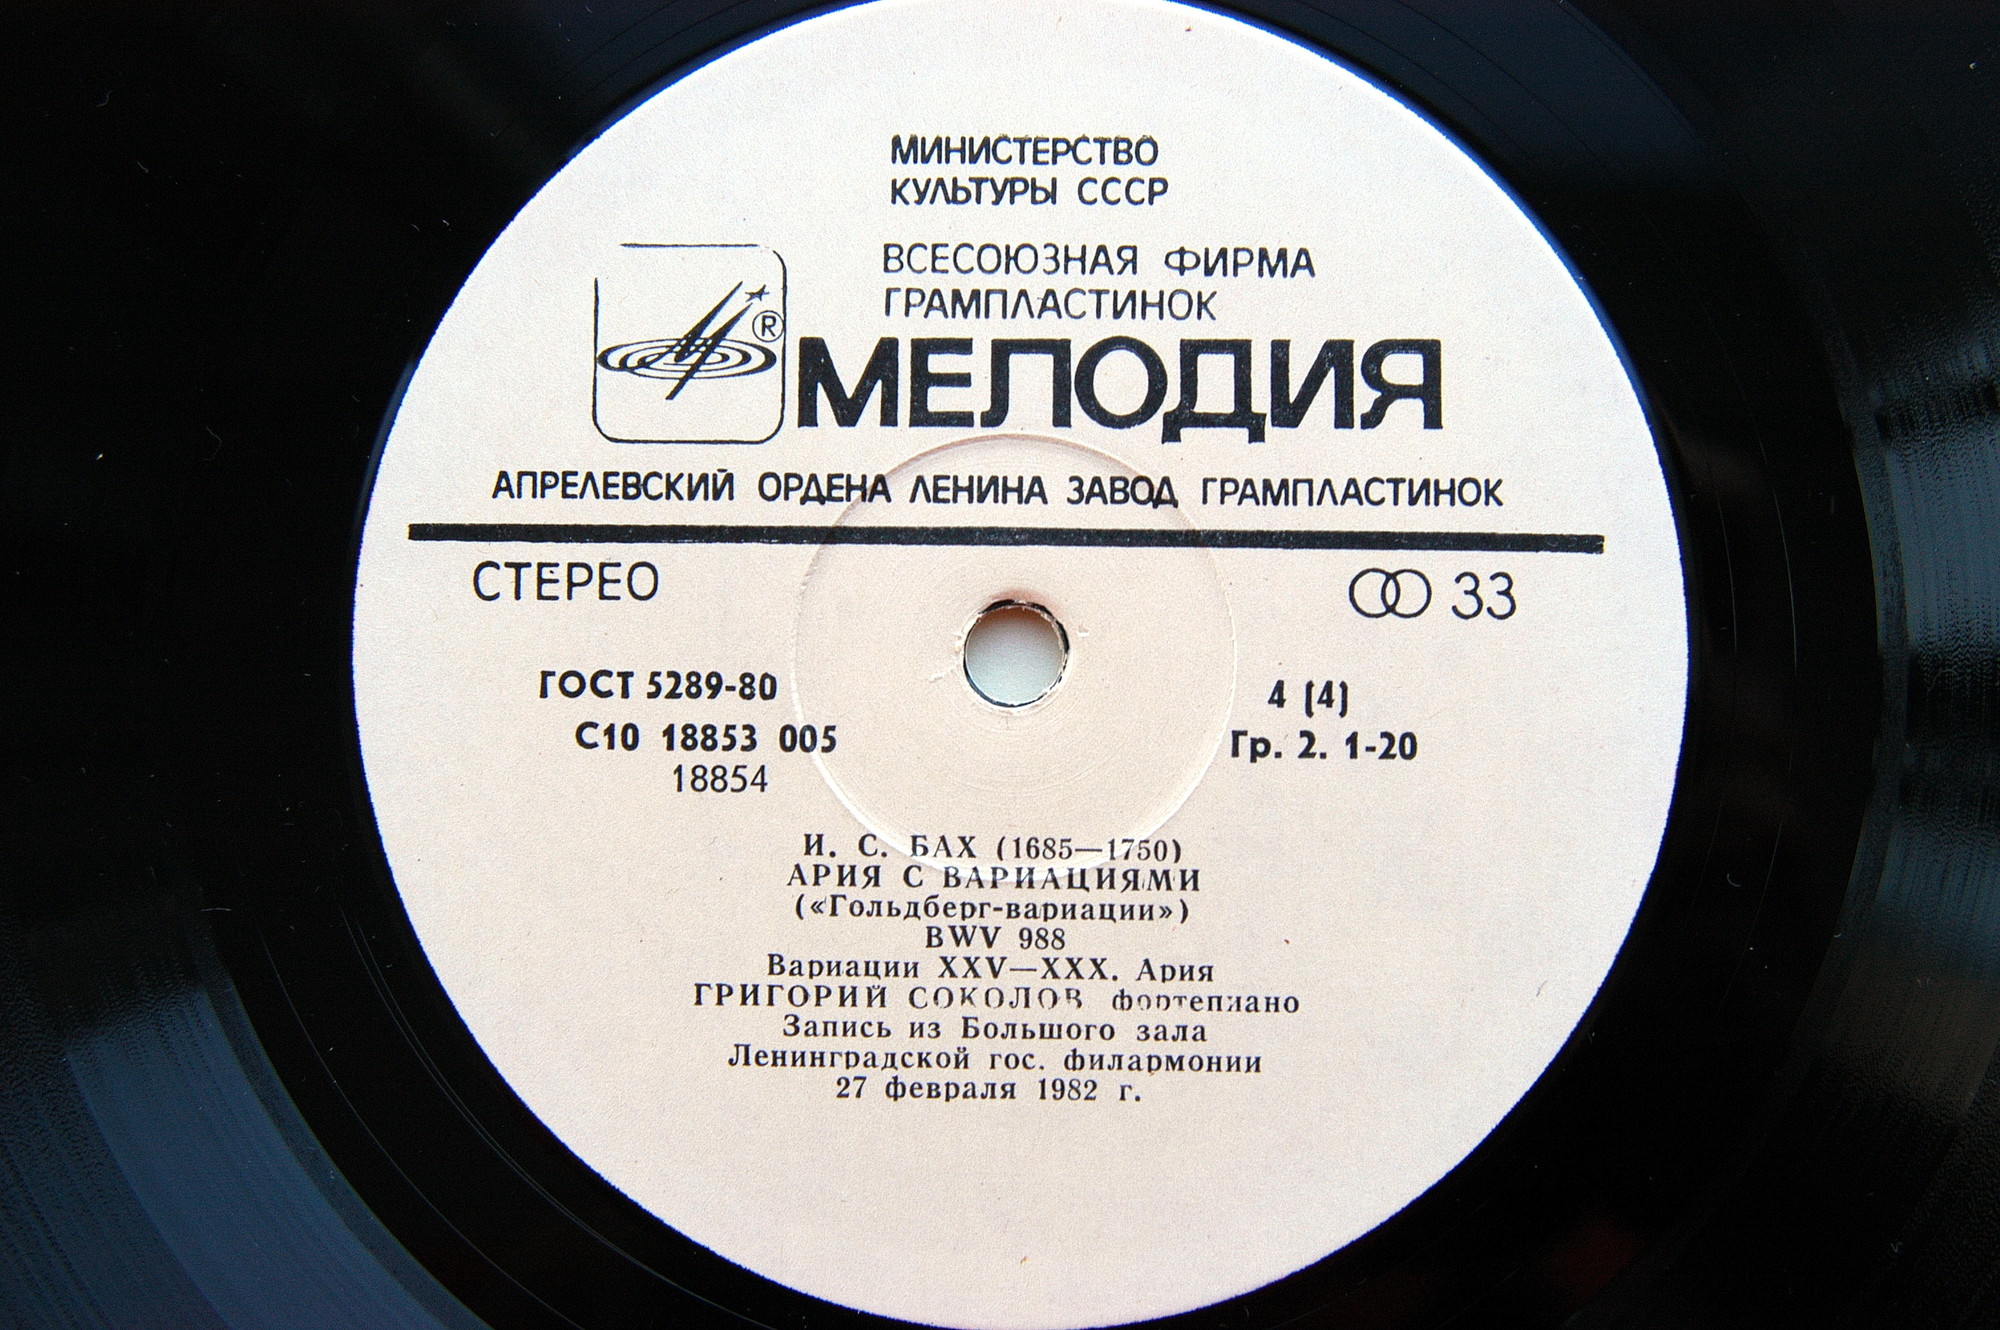 МИНИСТЕРСТВО
КУЛЬТУРЫ СССР
ВСЕСОЮЗНАЯ ФИРМА
ГРАМПЛАСТИНОК
®
МЕЛОДИЯ
АПРЕЛЕВСКИЙ ОРДЕНА ЛЕНИНА ЗАВОД ГРАМПЛАСТИНОК
СТЕРЕО 33
ГОСТ 5289-80 4 (4)
С10 18853 005 Гр. 2. 1-20
18854
И. С. БАХ (1685—1750)
АРИЯ С ВАРИАЦИЯМИ
(«Гольдберг-вариации»)
BWV 988
Вариации XXV—XXX. Ария
ГРИГОРИЙ СОКОЛОВ фортепиано
Запись из Большого зала
Ленинградской гос. филармонии
27 февраля 1982 г.